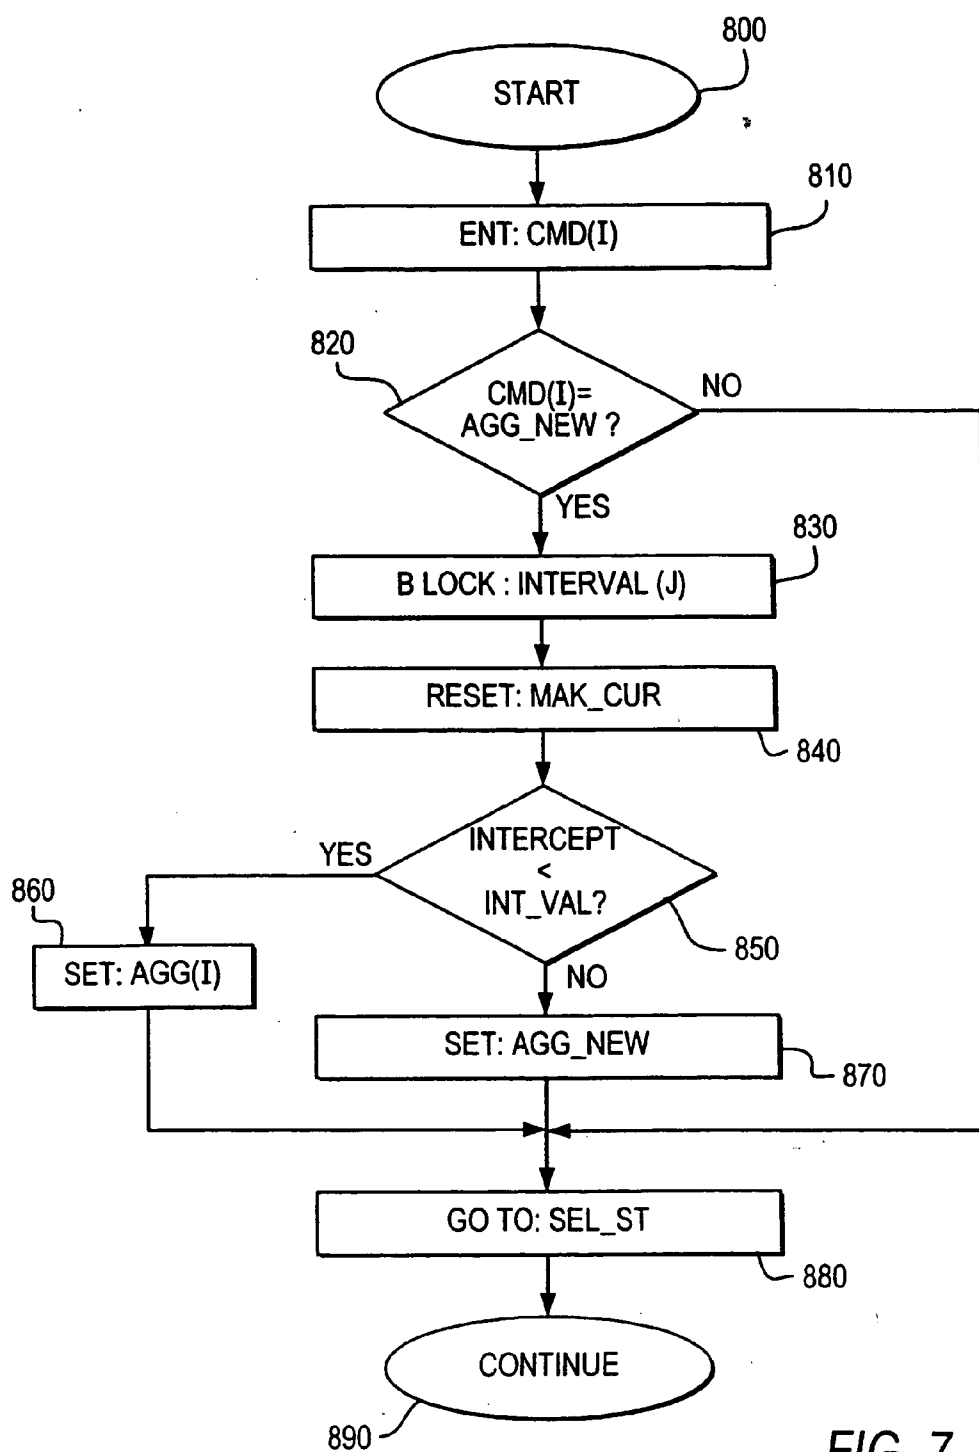 800
START
810
ENT: CMD(I)
820
CMD(I)=
AGG_NEW ?
NO
YES
830
B LOCK : INTERVAL (J)
RESET: MAK_CUR
840
YES
INTERCEPT
<
INT_VAL?
860
850
SET: AGG(I)
NO
SET: AGG_NEW
870
GO TO: SEL_ST
880
CONTINUE
890
FIG. 7